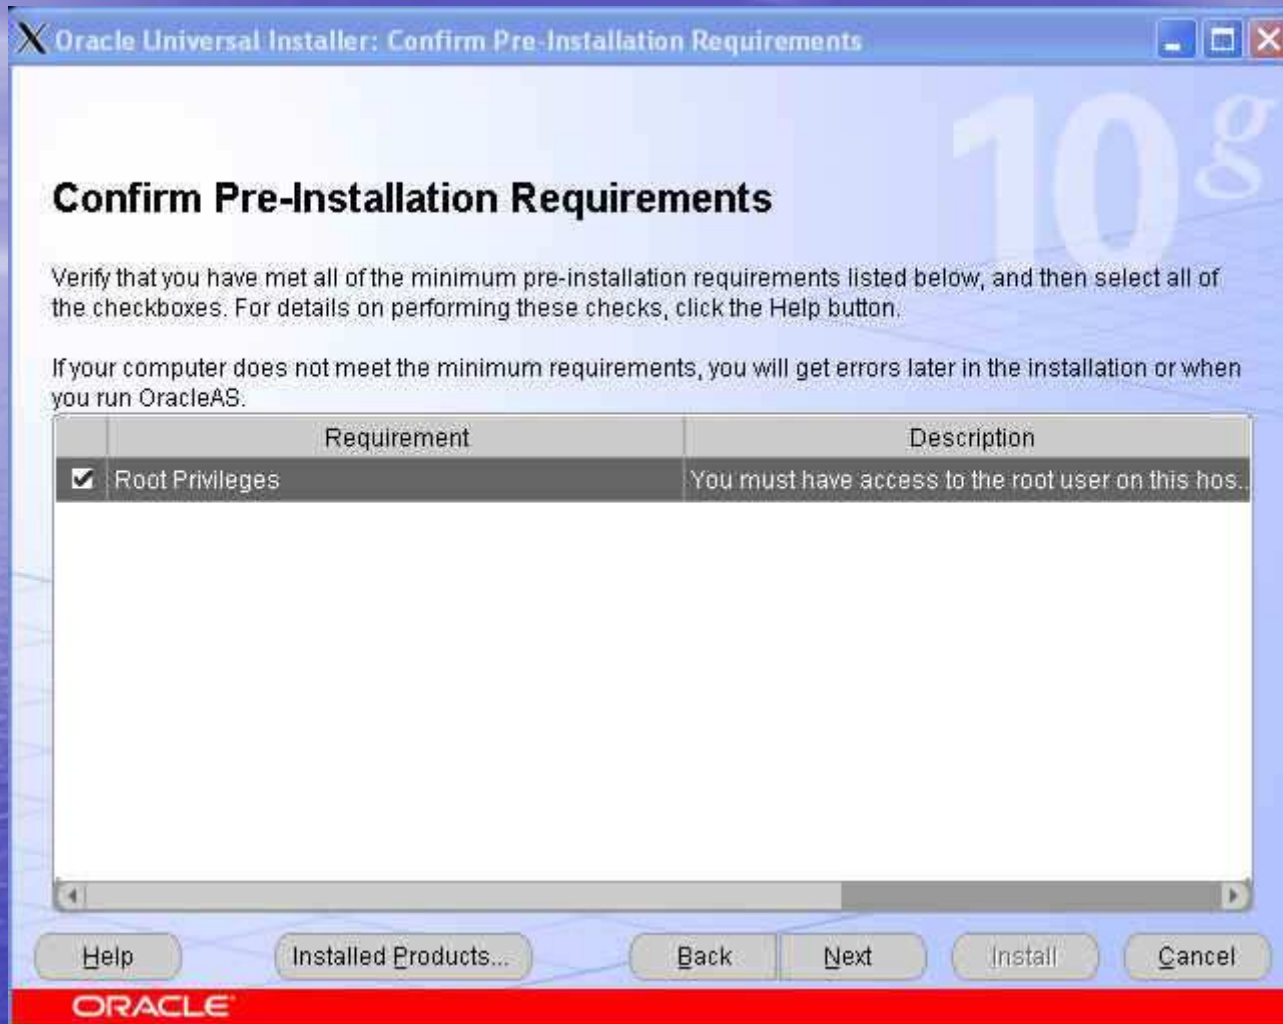 Oracle Universal Installer: Confirm Pre-Installation Requirements
10g
Confirm Pre-Installation Requirements
Verify that you have met all of the minimum pre-installation requirements listed below, and then select all of
the checkboxes. For details on performing these checks, click the Help button.
If your computer does not meet the minimum requirements, you will get errors later in the installation or when
you run OracleAS.
Requirement Description
Root Privileges You must have access to the root user on this hos..
Help Installed Products... Back Next Install Cancel
ORACLE